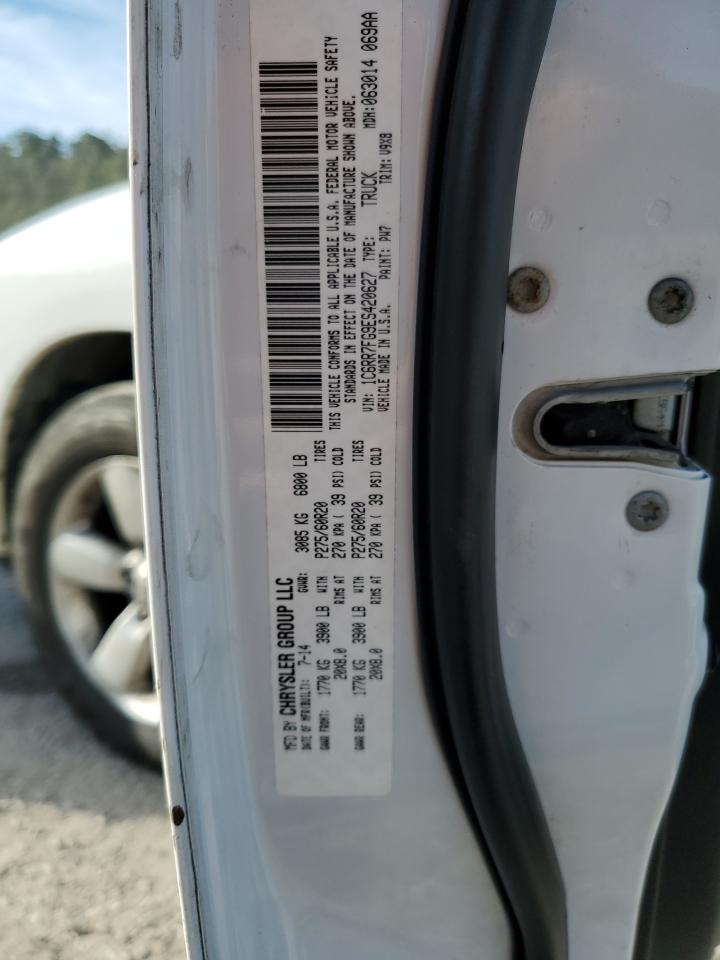 MFD BY CHRYSLER GROUP LLC
DATE OF MFR(BUILT): 7-14 GVWR: 3085 KG 6800 LB
GAWR FRONT: 1770 KG 3900 LB WITH P275/60R20 TIRES
20X8.0 RIMS AT 270 KPA ( 39 PSI) COLD
GAWR REAR: 1770 KG 3900 LB WITH P275/60R20 TIRES
20X8.0 RIMS AT 270 KPA ( 39 PSI) COLD
THIS VEHICLE CONFORMS TO ALL APPLICABLE U.S.A. FEDERAL MOTOR VEHICLE SAFETY
STANDARDS IN EFFECT ON THE DATE OF MANUFACTURE SHOWN ABOVE.
VIN: 1C6RR7FG9ES420627 TYPE: TRUCK MDH: 063014 069AA
VEHICLE MADE IN U.S.A. PAINT: PW7 TRIM: V9X8